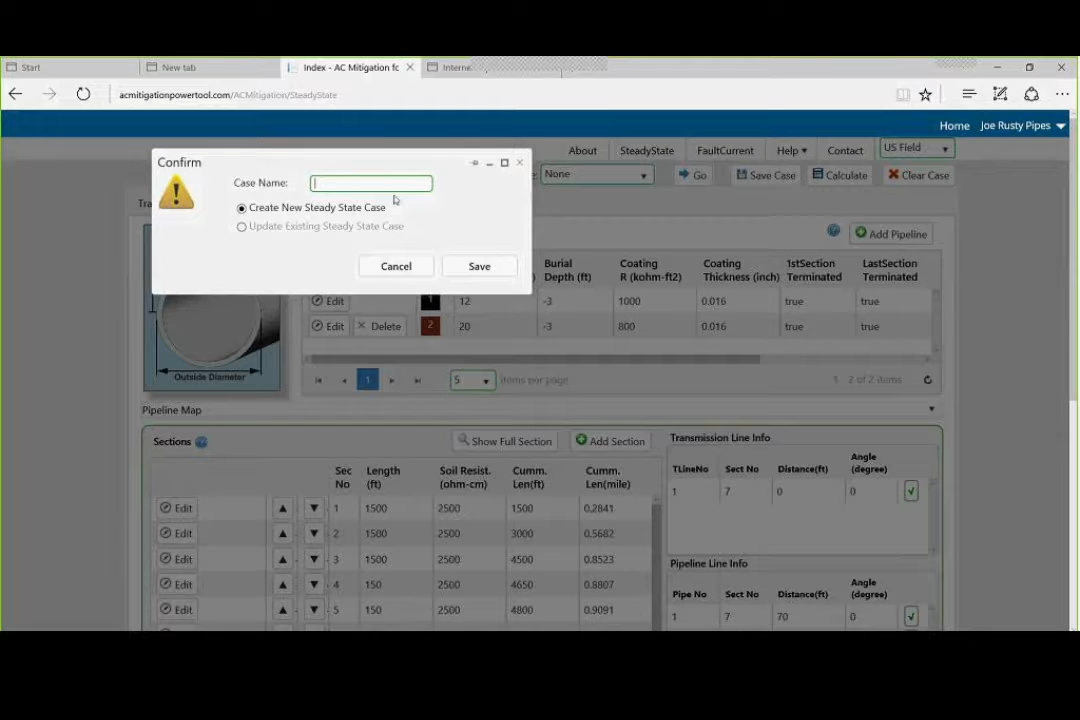 Start
New tab
Index - AC Mitigation fc
Interne
acmitigationpowertool.com/ACMitigation/SteadyState
Home Joe Rusty Pipes
About SteadyState FaultCurrent Help Contact US Field
None Go Save Case Calculate Clear Case
Confirm
Case Name:
Create New Steady State Case
Update Existing Steady State Case
Cancel Save
Add Pipeline
Burial Depth (ft) Coating R (kohm-ft2) Coating Thickness (inch) 1stSection Terminated LastSection Terminated
Edit 1 12 -3 1000 0.016 true true
Edit Delete 2 20 -3 800 0.016 true true
Outside Diameter
1 5 items per page 1 - 2 of 2 items
Pipeline Map
Sections Show Full Section Add Section
Sec No Length (ft) Soil Resist. (ohm-cm) Cumm. Len(ft) Cumm. Len(mile)
Edit 1 1500 2500 1500 0.2841
Edit 2 1500 2500 3000 0.5682
Edit 3 1500 2500 4500 0.8523
Edit 4 150 2500 4650 0.8807
Edit 5 150 2500 4800 0.9091
Transmission Line Info
TLineNo Sect No Distance(ft) Angle (degree)
1 7 0 0
Pipeline Line Info
Pipe No Sect No Distance(ft) Angle (degree)
1 7 70 0